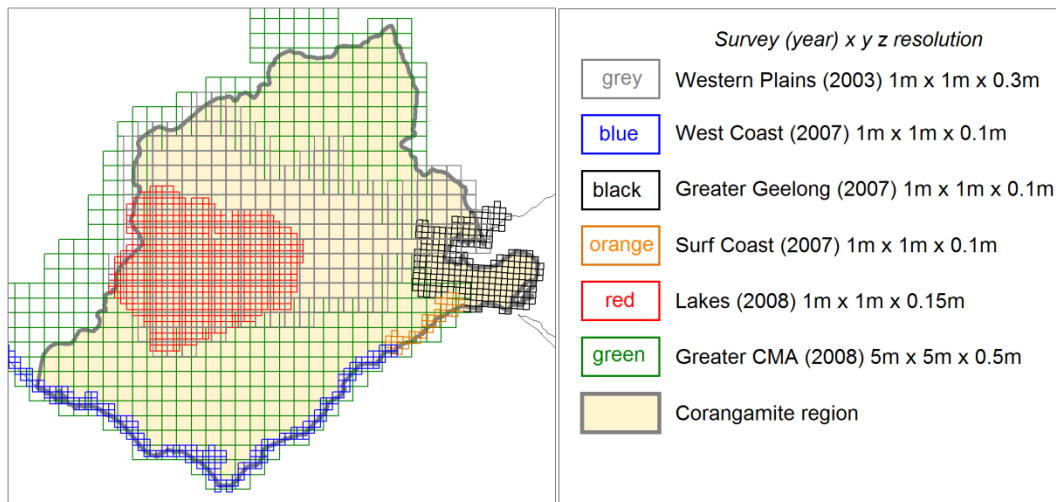 Survey (year) x y z resolution
grey Western Plains (2003) 1m x 1m x 0.3m
blue West Coast (2007) 1m x 1m x 0.1m
black Greater Geelong (2007) 1m x 1m x 0.1m
orange Surf Coast (2007) 1m x 1m x 0.1m
red Lakes (2008) 1m x 1m x 0.15m
green Greater CMA (2008) 5m x 5m x 0.5m
Corangamite region